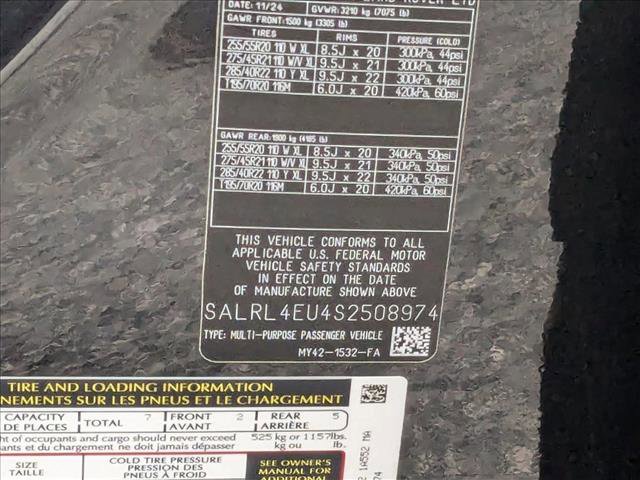 ROVER LTD
DATE: 11/24 GVWR: 3210 kg (7075 lb)
GAWR FRONT: 1500 kg (3305 lb)
TIRES RIMS PRESSURE (COLD)
255/55R20 110 W XL 8.5J x 20 300kPa, 44psi
275/45R21 110 W/V XL 9.5J x 21 300kPa, 44psi
285/40R22 110 Y XL 9.5J x 22 300kPa, 44psi
T195/70R20 116M 6.0J x 20 420kPa, 60psi
GAWR REAR: 1900 kg (4185 lb)
255/55R20 110 W XL 8.5J x 20 340kPa, 50psi
275/45R21 110 W/V XL 9.5J x 21 340kPa, 50psi
285/40R22 110 Y XL 9.5J x 22 340kPa, 50psi
T195/70R20 116M 6.0J x 20 420kPa, 60psi
THIS VEHICLE CONFORMS TO ALL
APPLICABLE U.S. FEDERAL MOTOR
VEHICLE SAFETY STANDARDS
IN EFFECT ON THE DATE
OF MANUFACTURE SHOWN ABOVE
SALRL4EU4S2508974
TYPE: MULTI-PURPOSE PASSENGER VEHICLE
MY42-1532-FA
TIRE AND LOADING INFORMATION
NEMENTS SUR LES PNEUS ET LE CHARGEMENT
CAPACITY TOTAL 7 FRONT 2 REAR 5
DE PLACES AVANT ARRIÈRE
ht of occupants and cargo should never exceed 525 kg or 1157lbs.
ants et du chargement ne doit jamais dépasser kg ou lb.
SIZE COLD TIRE PRESSURE SEE OWNER'S
TAILLE PRESSION DES MANUAL FOR
PNEUS À FROID ADDITIONAL
1A552 MA
74